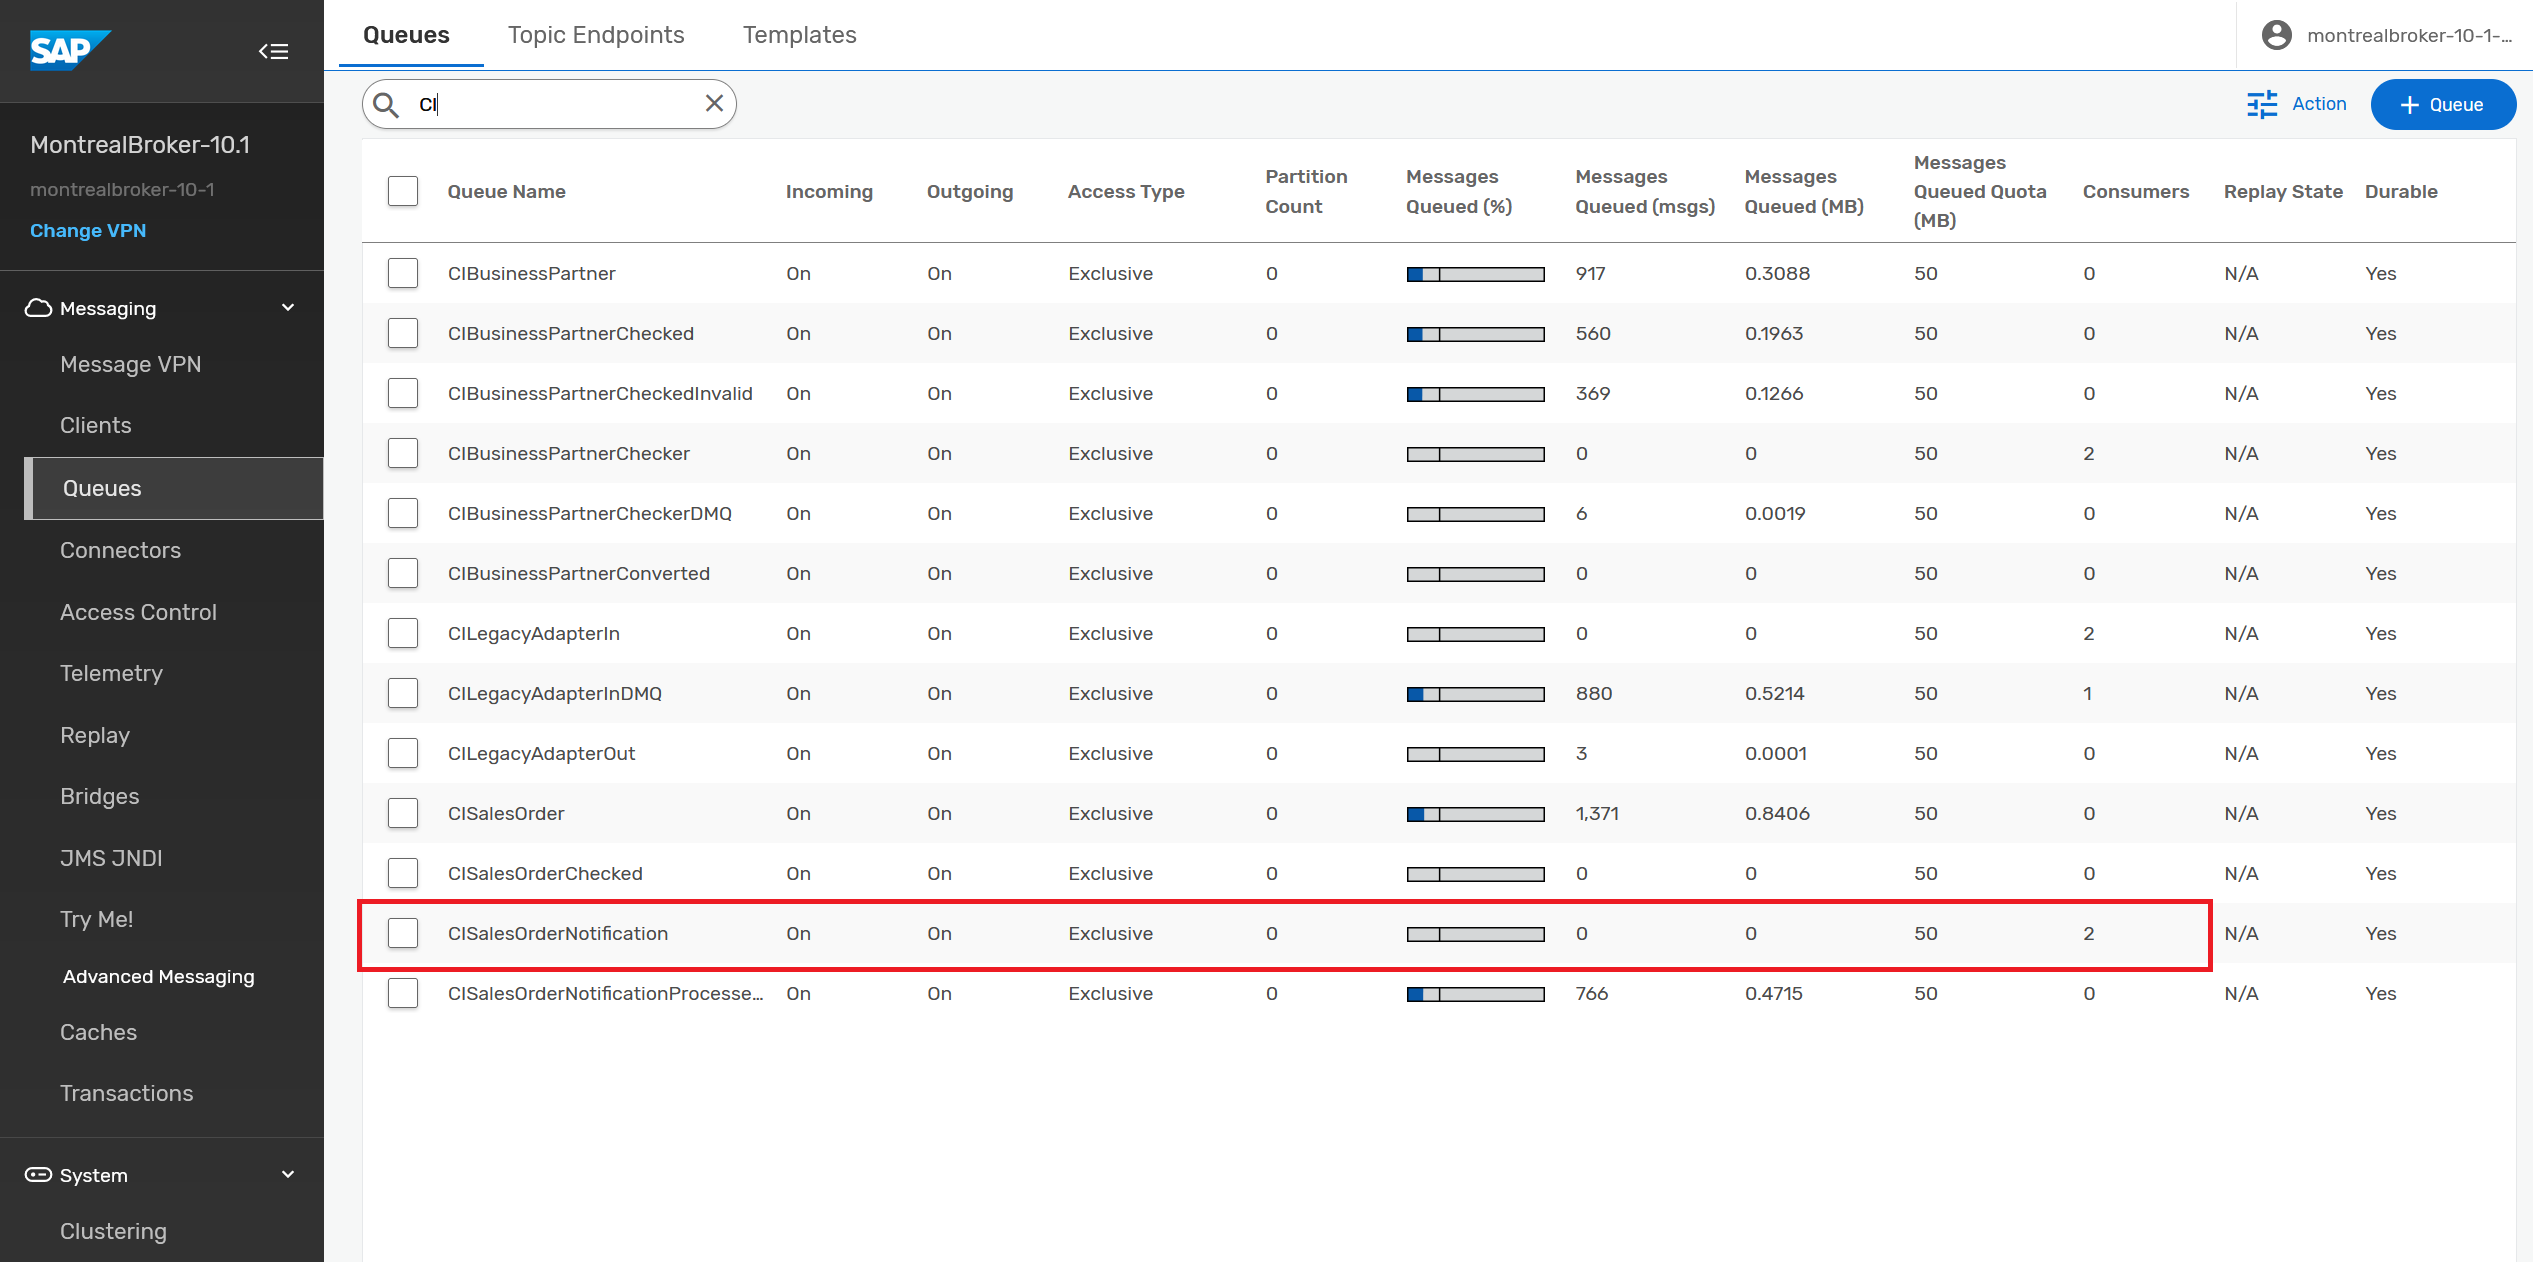 SAP
Queues Topic Endpoints Templates
montrealbroker-10-1-...
CI
Action
+ Queue
MontrealBroker-10.1
montrealbroker-10-1
Change VPN
Messaging
Message VPN
Clients
Queues
Connectors
Access Control
Telemetry
Replay
Bridges
JMS JNDI
Try Me!
Advanced Messaging
Caches
Transactions
System
Clustering
Queue Name Incoming Outgoing Access Type Partition Count Messages Queued (%) Messages Queued (msgs) Messages Queued (MB) Messages Queued Quota (MB) Consumers Replay State Durable
CIBusinessPartner On On Exclusive 0 917 0.3088 50 0 N/A Yes
CIBusinessPartnerChecked On On Exclusive 0 560 0.1963 50 0 N/A Yes
CIBusinessPartnerCheckedInvalid On On Exclusive 0 369 0.1266 50 0 N/A Yes
CIBusinessPartnerChecker On On Exclusive 0 0 0 50 2 N/A Yes
CIBusinessPartnerCheckerDMQ On On Exclusive 0 6 0.0019 50 0 N/A Yes
CIBusinessPartnerConverted On On Exclusive 0 0 0 50 0 N/A Yes
CILegacyAdapterIn On On Exclusive 0 0 0 50 2 N/A Yes
CILegacyAdapterInDMQ On On Exclusive 0 880 0.5214 50 1 N/A Yes
CILegacyAdapterOut On On Exclusive 0 3 0.0001 50 0 N/A Yes
CISalesOrder On On Exclusive 0 1,371 0.8406 50 0 N/A Yes
CISalesOrderChecked On On Exclusive 0 0 0 50 0 N/A Yes
CISalesOrderNotification On On Exclusive 0 0 0 50 2 N/A Yes
CISalesOrderNotificationProcesse... On On Exclusive 0 766 0.4715 50 0 N/A Yes